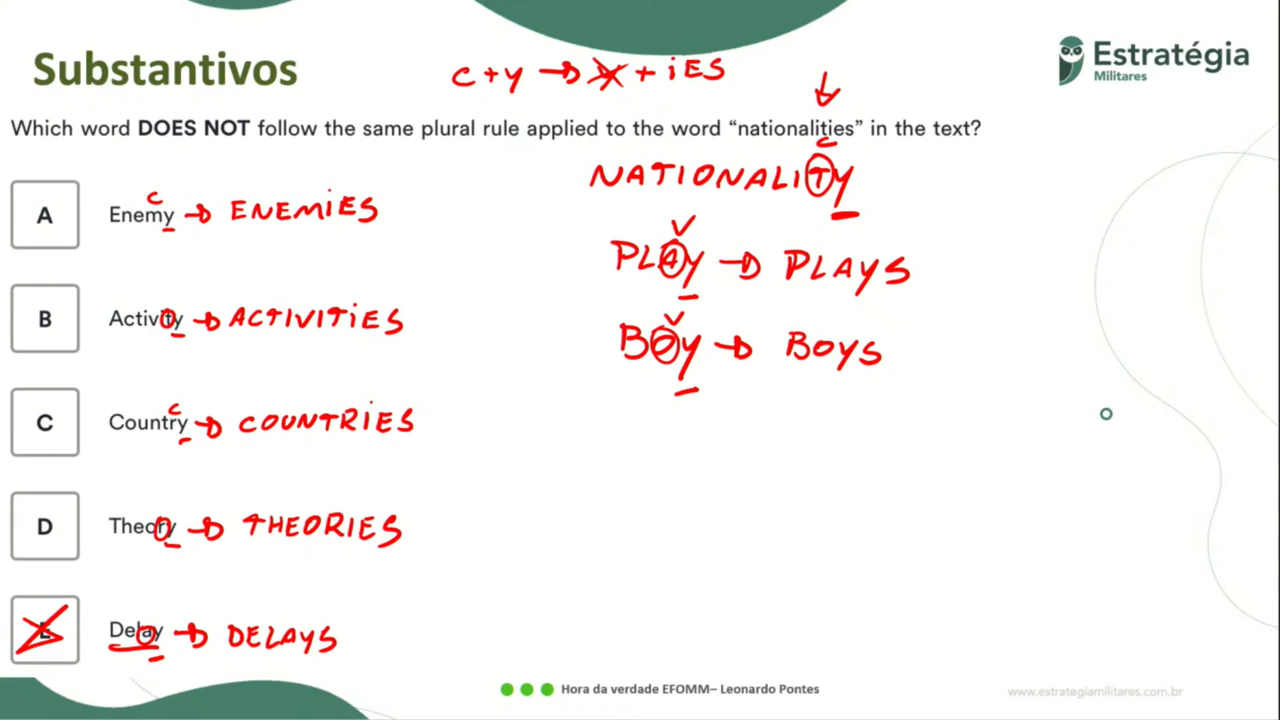 Substantivos
c+y → y + iES
Estratégia
Militares
Which word DOES NOT follow the same plural rule applied to the word “nationalities” in the text?
c
NATIONALITY
A
c
Enemy → ENEMiES
v
PLAY → PLAYS
B
Activity → ACTIVITiES
v
BOY → BOYS
C
c
Country → COUNTRiES
D
Theory → THEORIES
E
Delay → DELAYS
Hora da verdade EFOMM– Leonardo Pontes
www.estrategiamilitares.com.br